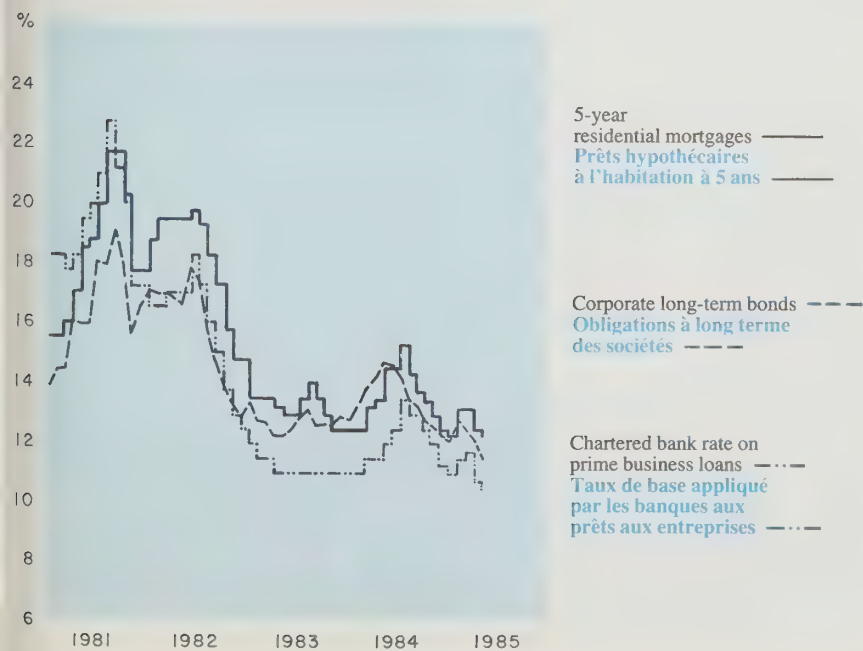 %
24
22
20
18
16
14
12
10
8
6
1981 1982 1983 1984 1985
5-year
residential mortgages
Prêts hypothécaires
à l'habitation à 5 ans
Corporate long-term bonds
Obligations à long terme
des sociétés
Chartered bank rate on
prime business loans
Taux de base appliqué
par les banques aux
prêts aux entreprises